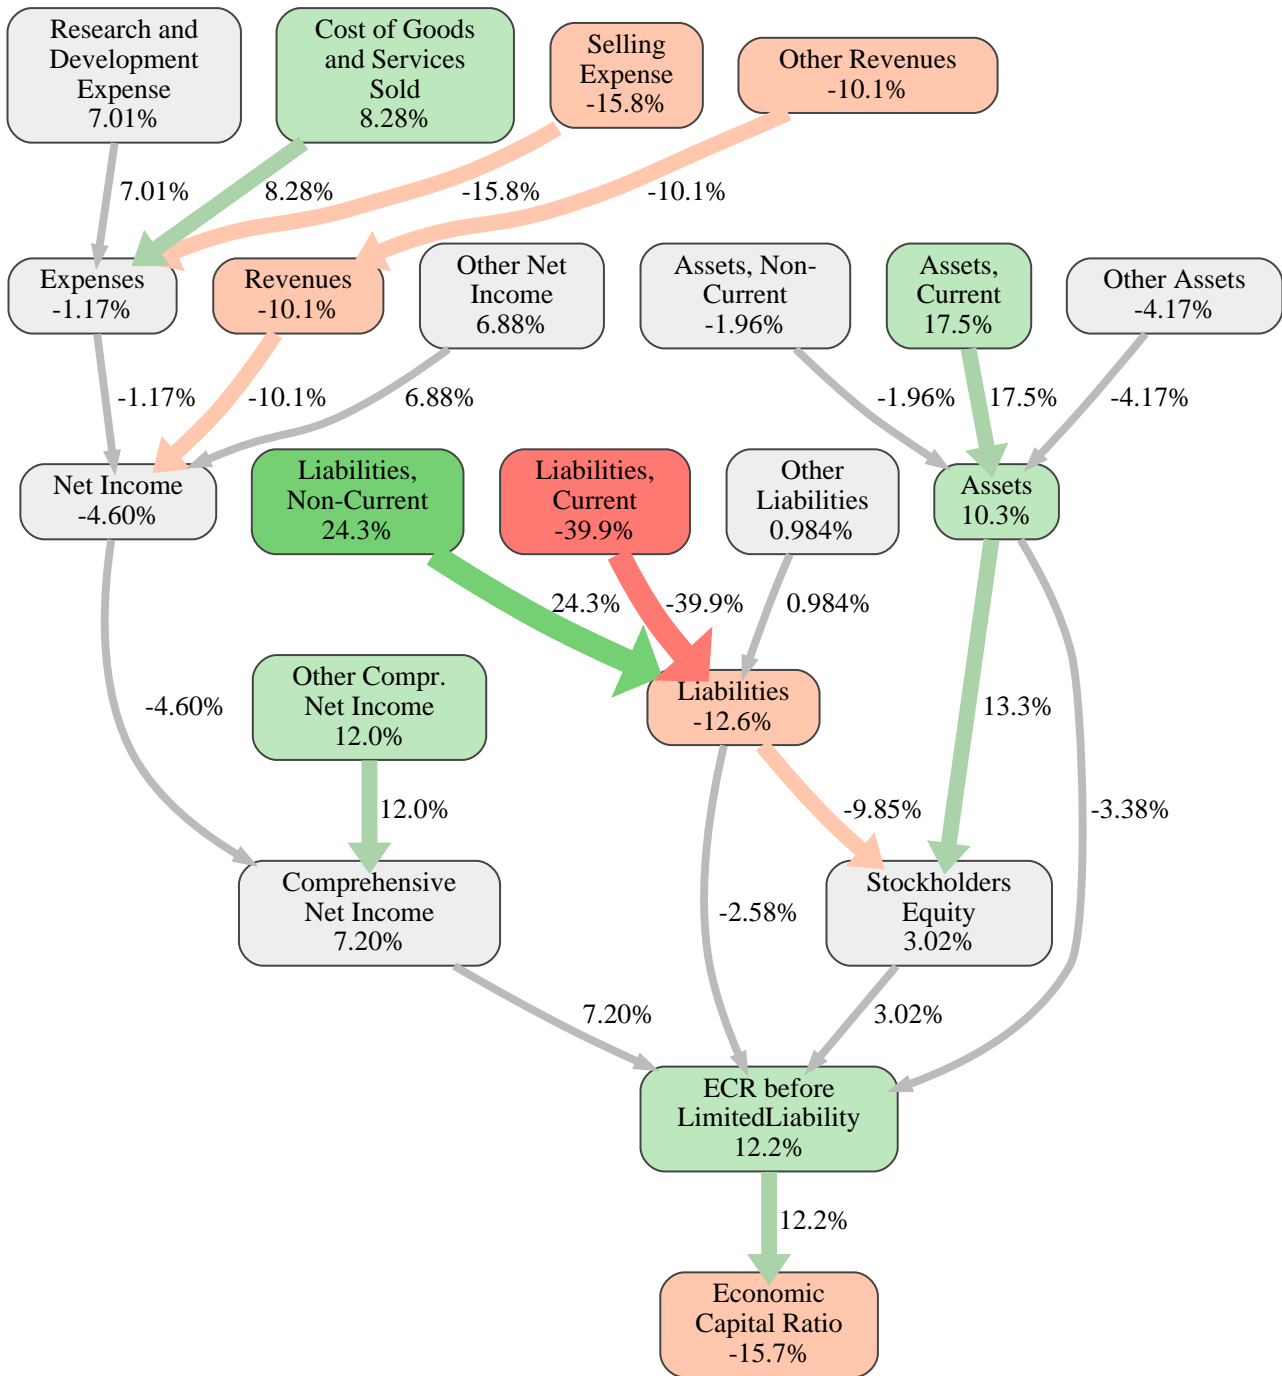 Research and
Development
Expense
7.01%
Cost of Goods
and Services
Sold
8.28%
Selling
Expense
-15.8%
Other Revenues
-10.1%
7.01%
8.28%
-15.8%
-10.1%
Expenses
-1.17%
Revenues
-10.1%
Other Net
Income
6.88%
Assets, Non-
Current
-1.96%
Assets,
Current
17.5%
Other Assets
-4.17%
-1.17%
-10.1%
6.88%
-1.96%
17.5%
-4.17%
Net Income
-4.60%
Liabilities,
Non-Current
24.3%
Liabilities,
Current
-39.9%
Other
Liabilities
0.984%
Assets
10.3%
24.3%
-39.9%
0.984%
-4.60%
Other Compr.
Net Income
12.0%
Liabilities
-12.6%
13.3%
12.0%
-9.85%
-3.38%
Comprehensive
Net Income
7.20%
-2.58%
Stockholders
Equity
3.02%
7.20%
3.02%
ECR before
LimitedLiability
12.2%
12.2%
Economic
Capital Ratio
-15.7%